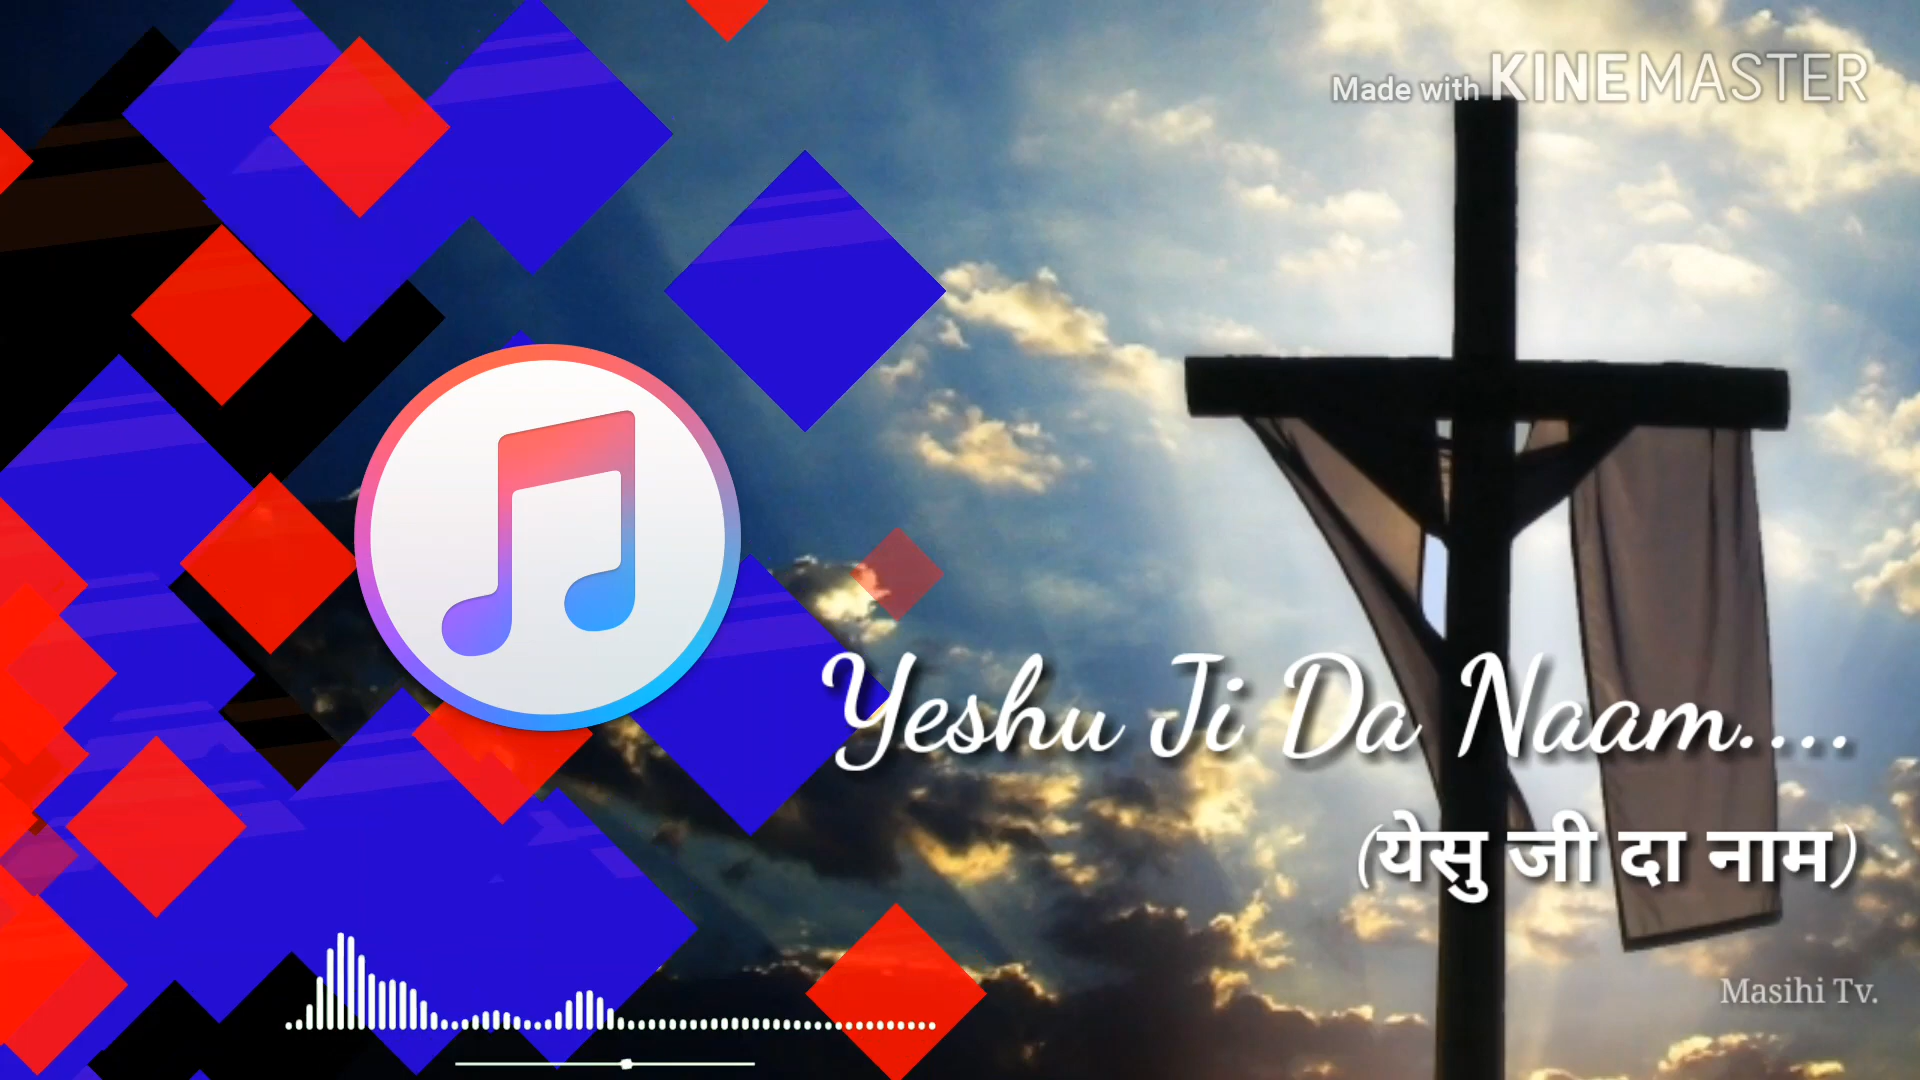 Made with KINEMASTER
Yeshu Ji Da Naam....
(येसु जी दा नाम)
Masihi Tv.